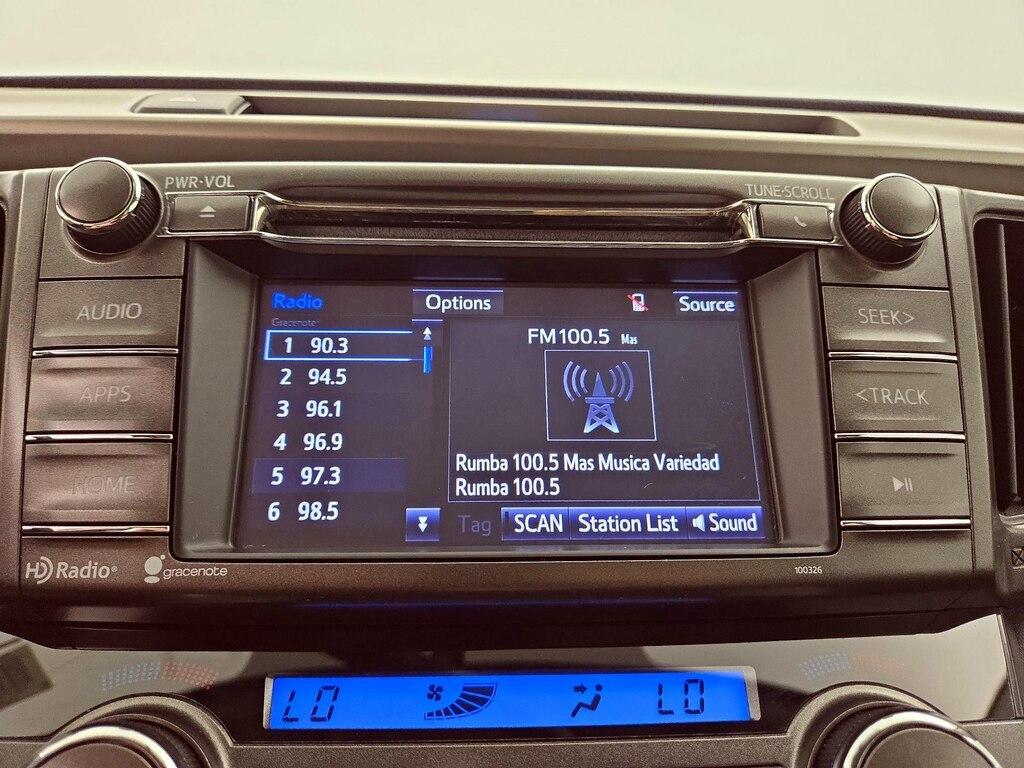 PWR·VOL
TUNE·SCROLL
AUDIO
APPS
HOME
Radio
Options
Source
Gracenote
1 90.3
2 94.5
3 96.1
4 96.9
5 97.3
6 98.5
FM100.5 Mas
Rumba 100.5 Mas Musica Variedad
Rumba 100.5
Tag
SCAN
Station List
Sound
SEEK>
<TRACK
HD Radio®
gracenote
100326
LO
LO